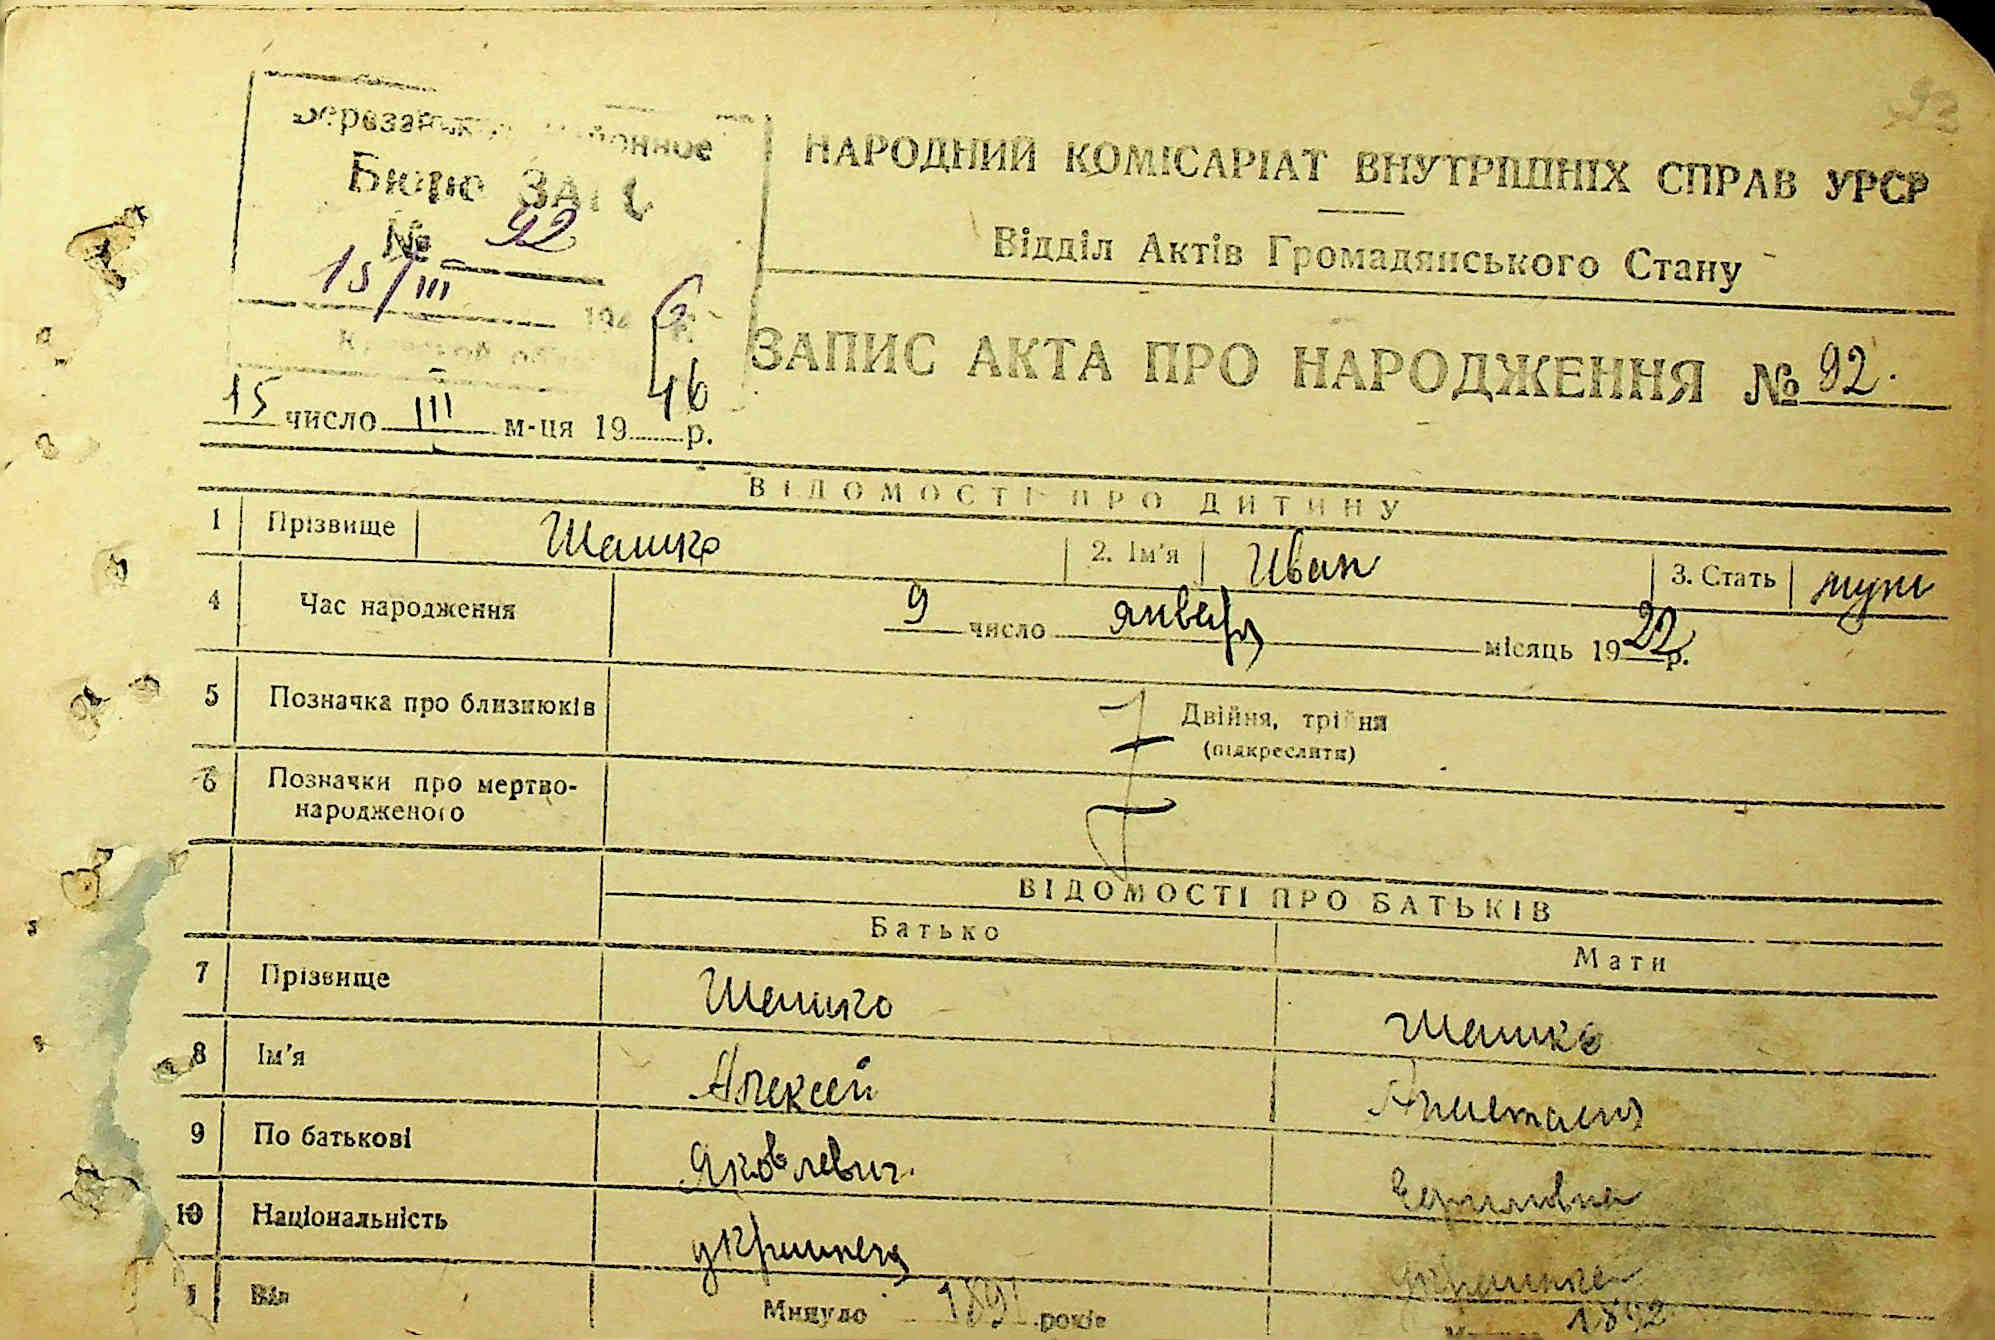 93
Бюро ЗАГС
№ 92
15/III 1946
НАРОДНИЙ КОМІСАРІАТ ВНУТРІШНІХ СПРАВ УРСР
Відділ Актів Громадянського Стану
ЗАПИС АКТА ПРО НАРОДЖЕННЯ № 92.
15 число III м-ця 1946 р.
ВІДОМОСТІ ПРО ДИТИНУ
1 Прізвище Шашко 2. Ім'я Иван 3. Стать муж
4 Час народження 9 число января місяць 1922 р.
5 Позначка про близнюків Двійня, трійня
(підкреслити)
6 Позначки про мертво-
народженого
ВІДОМОСТІ ПРО БАТЬКІВ
Батько Мати
7 Прізвище Шашко Шашко
8 Ім'я Алексей
9 По батькові Яковлевич
10 Національність украинец украинка
Вік Минуло 1891 років 1892